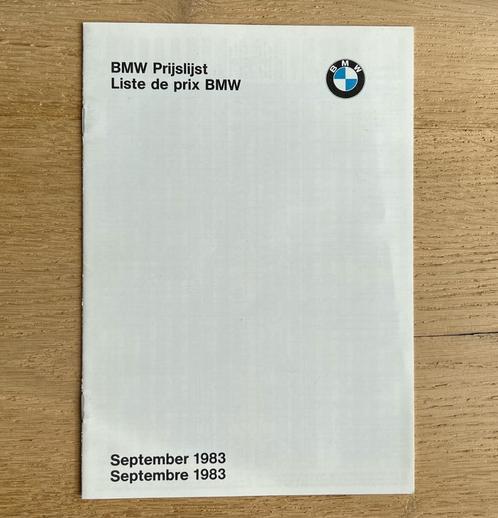 BMW Prijslijst
Liste de prix BMW
BMW
September 1983
Septembre 1983